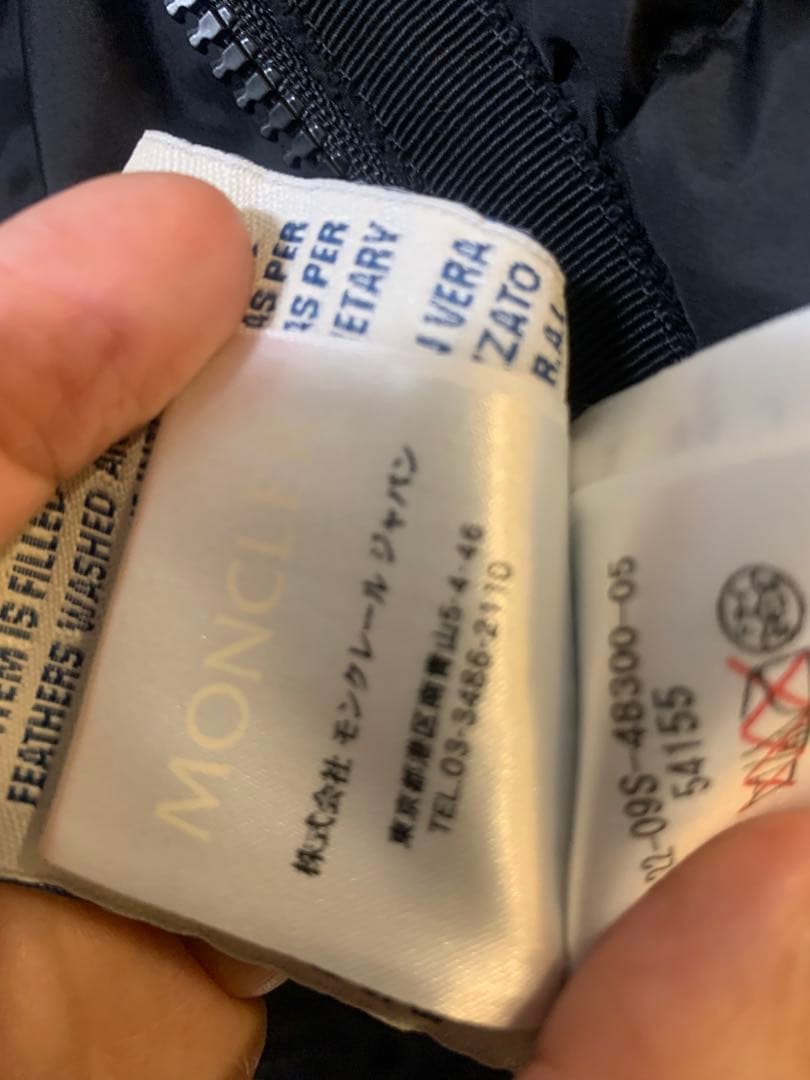 AS PER
AS PER
ETARY
VERA
ZATO
R.A.
ITEM IS FILLED
FEATHERS WASHED AN
MONCLER
株式会社 モンクレール ジャパン
東京都港区南青山5-4-46
TEL.03-3486-2110
22-09S-48300-05
54155